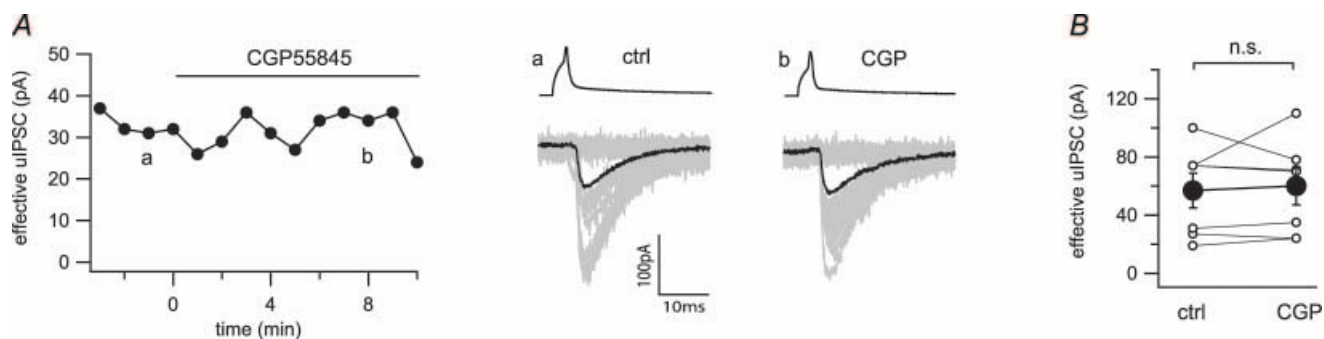 A
CGP55845
effective uIPSC (pA)
50
40
30
20
10
0
a
b
0
4
8
time (min)
a
ctrl
b
CGP
100pA
10ms
B
n.s.
effective uIPSC (pA)
120
80
40
0
ctrl
CGP